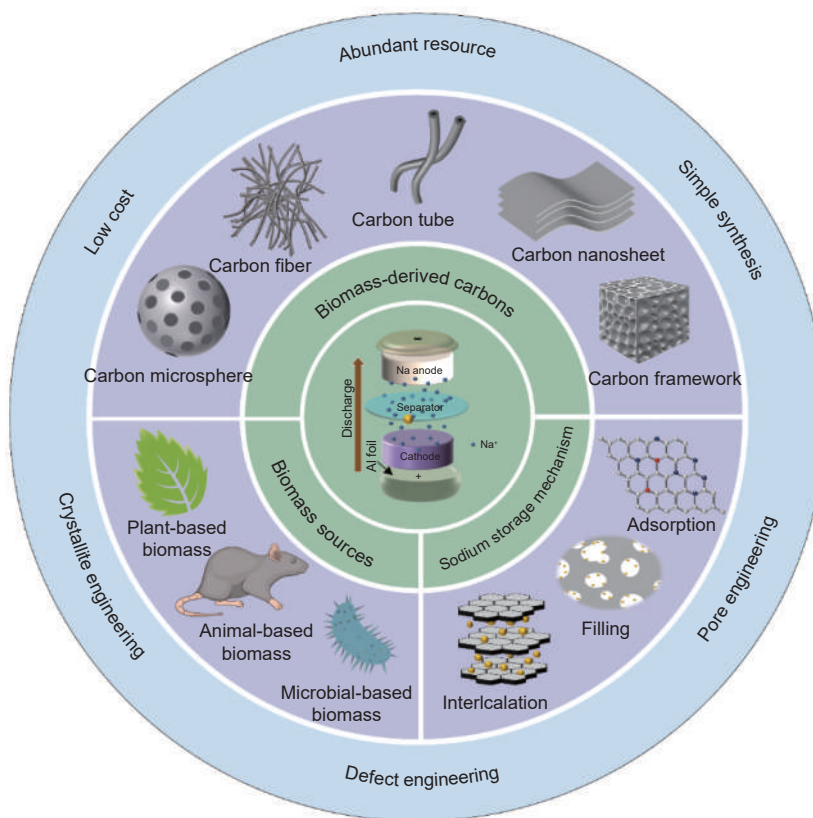 Abundant resource
Low cost
Simple synthesis
Crystallite engineering
Pore engineering
Defect engineering
Carbon tube
Carbon fiber
Carbon nanosheet
Carbon microsphere
Carbon framework
Biomass-derived carbons
Biomass sources
Sodium storage mechanism
-
Na anode
Discharge
Separator
Na⁺
Al foil
Cathode
+
Plant-based
biomass
Animal-based
biomass
Microbial-based
biomass
Adsorption
Filling
Interlcalation